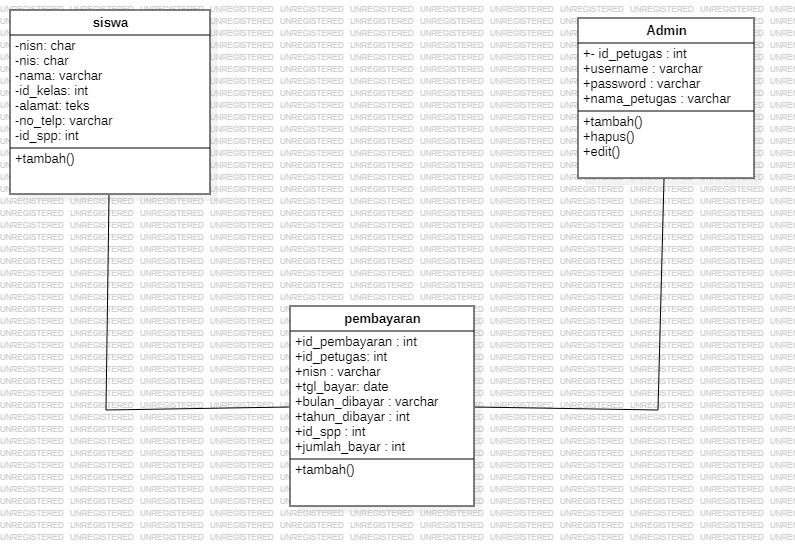 siswa
-nisn: char
-nis: char
-nama: varchar
-id_kelas: int
-alamat: teks
-no_telp: varchar
-id_spp: int
+tambah()
Admin
+- id_petugas : int
+username : varchar
+password : varchar
+nama_petugas : varchar
+tambah()
+hapus()
+edit()
pembayaran
+id_pembayaran : int
+id_petugas: int
+nisn : varchar
+tgl_bayar: date
+bulan_dibayar : varchar
+tahun_dibayar : int
+id_spp : int
+jumlah_bayar : int
+tambah()
UNREGISTERED